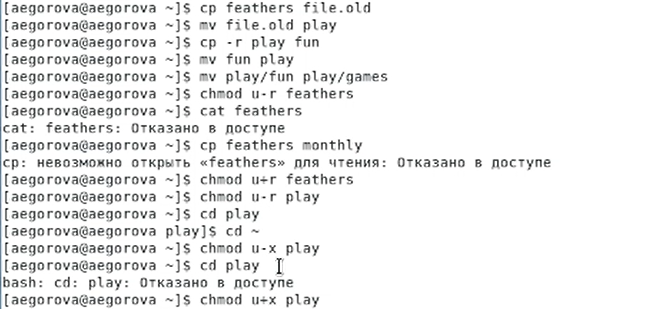 [aegorova@aegorova ~]$ cp feathers file.old
[aegorova@aegorova ~]$ mv file.old play
[aegorova@aegorova ~]$ cp -r play fun
[aegorova@aegorova ~]$ mv fun play
[aegorova@aegorova ~]$ mv play/fun play/games
[aegorova@aegorova ~]$ chmod u-r feathers
[aegorova@aegorova ~]$ cat feathers
cat: feathers: Отказано в доступе
[aegorova@aegorova ~]$ cp feathers monthly
cp: невозможно открыть «feathers» для чтения: Отказано в доступе
[aegorova@aegorova ~]$ chmod u+r feathers
[aegorova@aegorova ~]$ chmod u-r play
[aegorova@aegorova ~]$ cd play
[aegorova@aegorova play]$ cd ~
[aegorova@aegorova ~]$ chmod u-x play
[aegorova@aegorova ~]$ cd play
bash: cd: play: Отказано в доступе
[aegorova@aegorova ~]$ chmod u+x play